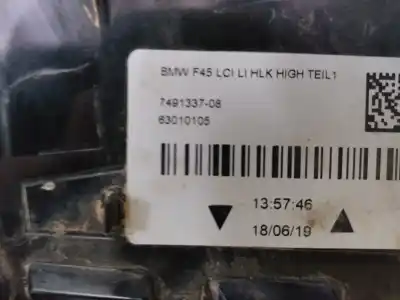 BMW F45 LCI LI HLK HIGH TEIL1
7491337-08
63010105
13:57:46
18/06/19